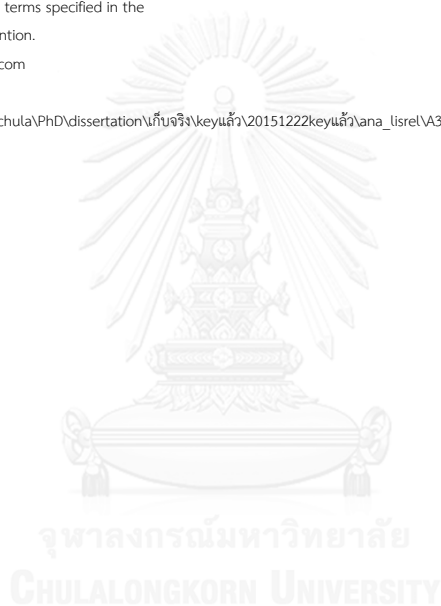 terms specified in the
ntion.
com
chula\PhD\dissertation\เก็บจริง\keyแล้ว\20151222keyแล้ว\ana_lisrel\A3
จุฬาลงกรณ์มหาวิทยาลัย
CHULALONGKORN UNIVERSITY